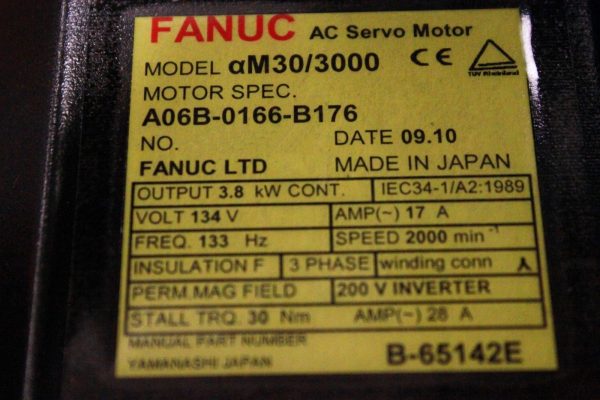 FANUC AC Servo Motor
MODEL αM30/3000 CE TUV Rheinland
MOTOR SPEC.
A06B-0166-B176
NO. DATE 09.10
FANUC LTD MADE IN JAPAN
OUTPUT 3.8 kW CONT. IEC34-1/A2:1989
VOLT 134 V AMP(~) 17 A
FREQ. 133 Hz SPEED 2000 min⁻¹
INSULATION F 3 PHASE winding conn
PERM.MAG FIELD 200 V INVERTER
STALL TRQ. 30 Nm AMP(~) 28 A
MANUAL PART NUMBER
YAMANASHI JAPAN B-65142E